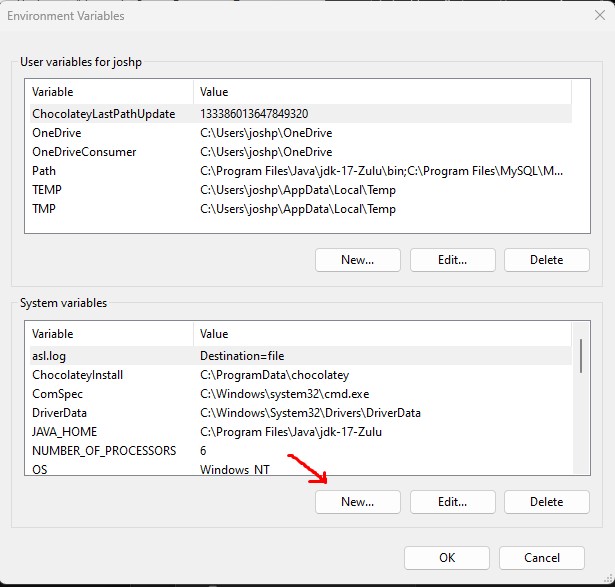 Environment Variables
User variables for joshp
Variable Value
ChocolateyLastPathUpdate 133386013647849320
OneDrive C:\Users\joshp\OneDrive
OneDriveConsumer C:\Users\joshp\OneDrive
Path C:\Program Files\Java\jdk-17-Zulu\bin;C:\Program Files\MySQL\M...
TEMP C:\Users\joshp\AppData\Local\Temp
TMP C:\Users\joshp\AppData\Local\Temp
New... Edit... Delete
System variables
Variable Value
asl.log Destination=file
ChocolateyInstall C:\ProgramData\chocolatey
ComSpec C:\Windows\system32\cmd.exe
DriverData C:\Windows\System32\Drivers\DriverData
JAVA_HOME C:\Program Files\Java\jdk-17-Zulu
NUMBER_OF_PROCESSORS 6
OS Windows_NT
New... Edit... Delete
OK Cancel